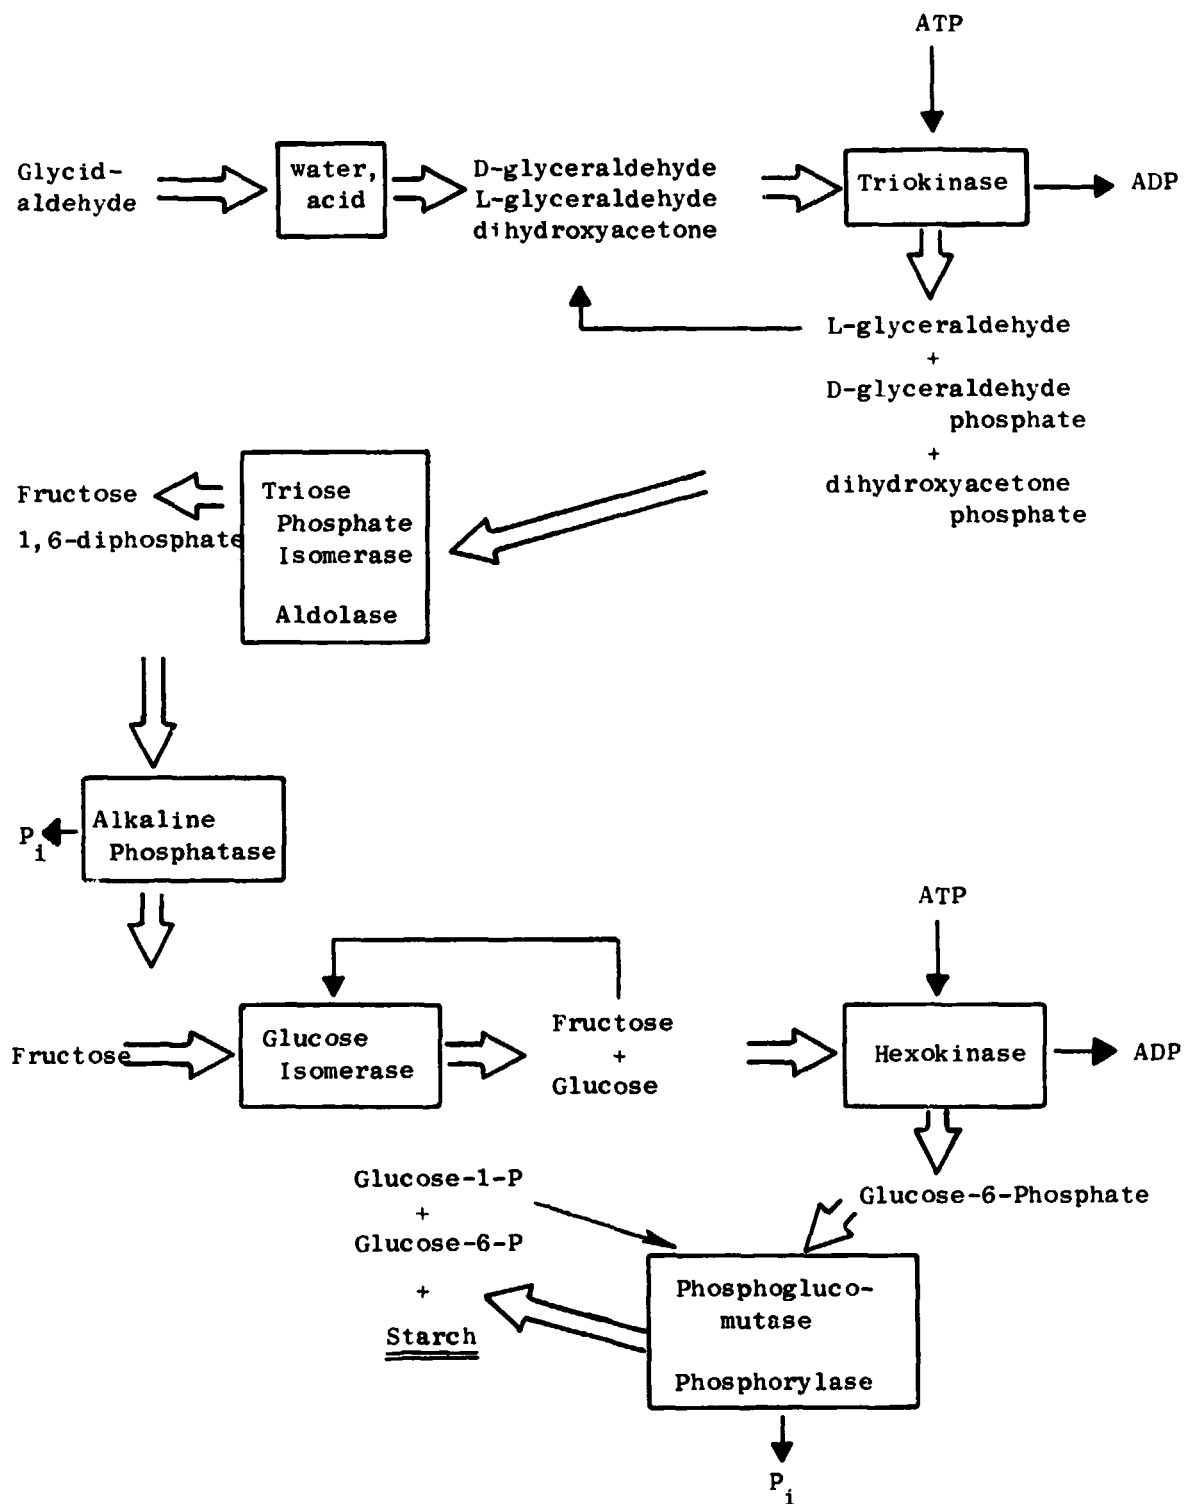 ATP
Glycid-
aldehyde
water,
acid
D-glyceraldehyde
L-glyceraldehyde
dihydroxyacetone
Triokinase
ADP
L-glyceraldehyde
+
D-glyceraldehyde
phosphate
+
dihydroxyacetone
phosphate
Fructose
1,6-diphosphate
Triose
Phosphate
Isomerase
Aldolase
Pi
Alkaline
Phosphatase
ATP
Fructose
Glucose
Isomerase
Fructose
+
Glucose
Hexokinase
ADP
Glucose-6-Phosphate
Glucose-1-P
+
Glucose-6-P
+
Starch
Phosphogluco-
mutase
Phosphorylase
Pi